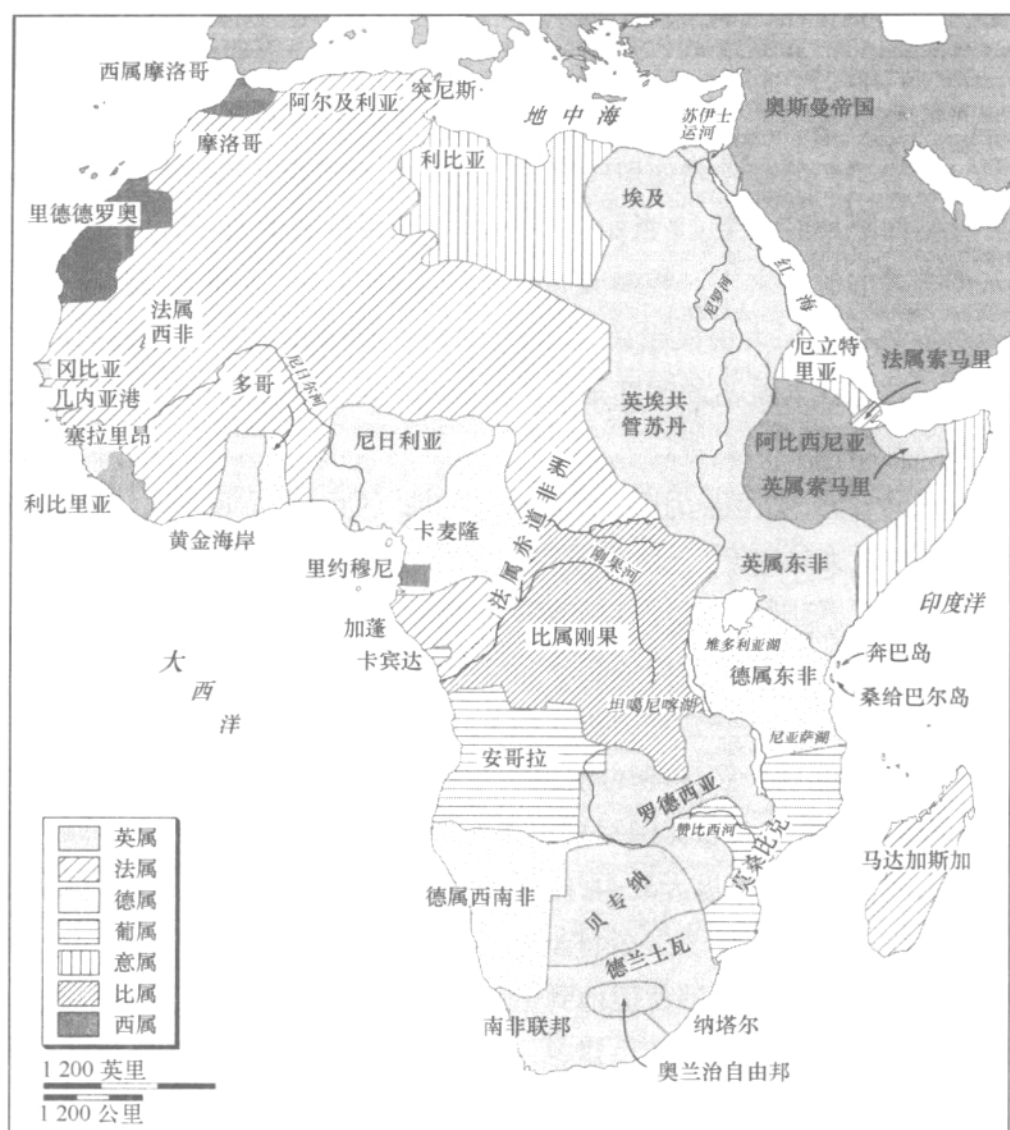 西属摩洛哥
阿尔及利亚
突尼斯
地中海
苏伊士
运河
奥斯曼帝国
摩洛哥
利比亚
埃及
里德德罗奥
红海
尼罗河
法属
西非
冈比亚
几内亚港
塞拉里昂
利比里亚
多哥
尼日尔河
尼日利亚
黄金海岸
英埃共
管苏丹
厄立特
里亚
法属索马里
阿比西尼亚
英属索马里
卡麦隆
里约穆尼
法属赤道非洲
刚果河
英属东非
印度洋
加蓬
卡宾达
比属刚果
维多利亚湖
德属东非
奔巴岛
桑给巴尔岛
大
西
洋
坦噶尼喀湖
尼亚萨湖
安哥拉
罗德西亚
赞比西河
莫桑比克
马达加斯加
德属西南非
贝专纳
德兰士瓦
南非联邦
纳塔尔
奥兰治自由邦
英属
法属
德属
葡属
意属
比属
西属
1 200 英里
1 200 公里